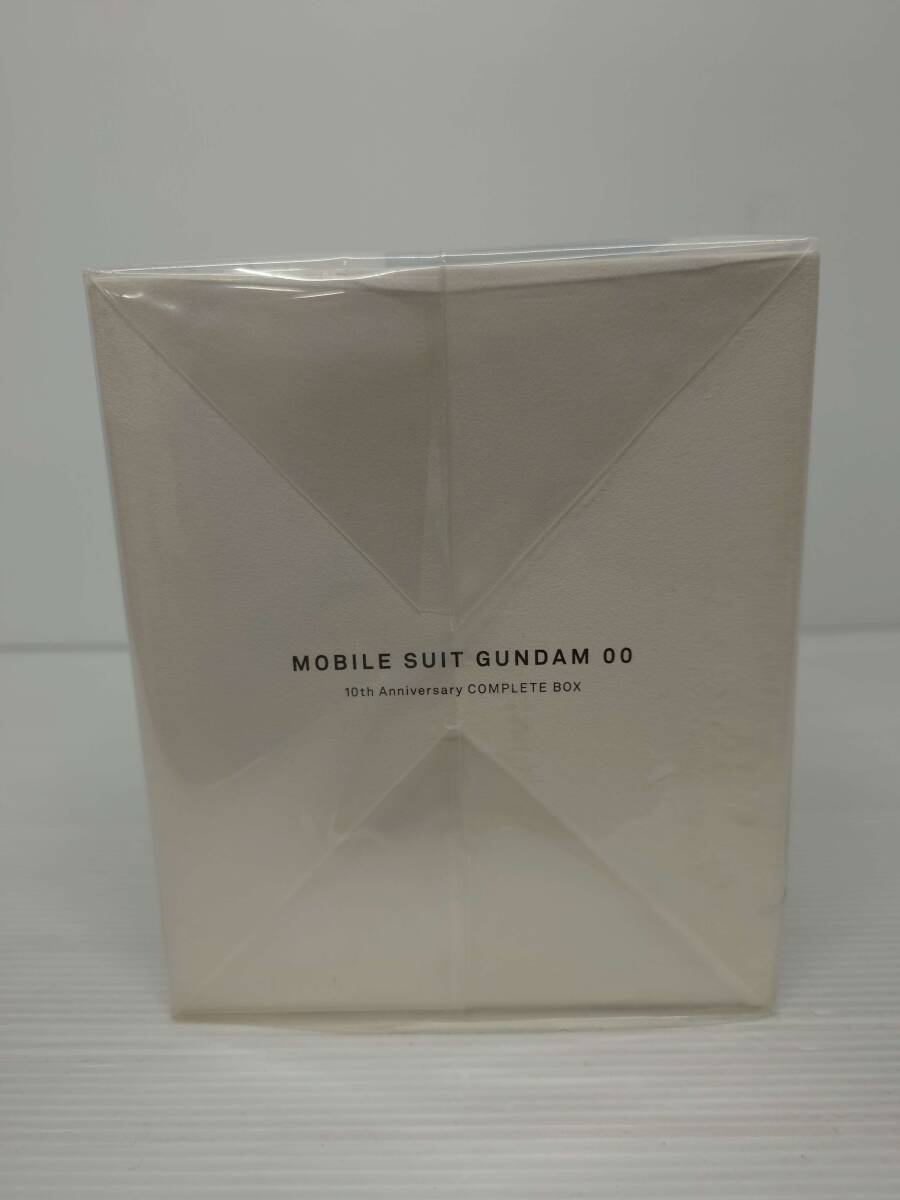 MOBILE SUIT GUNDAM 00
10th Anniversary COMPLETE BOX